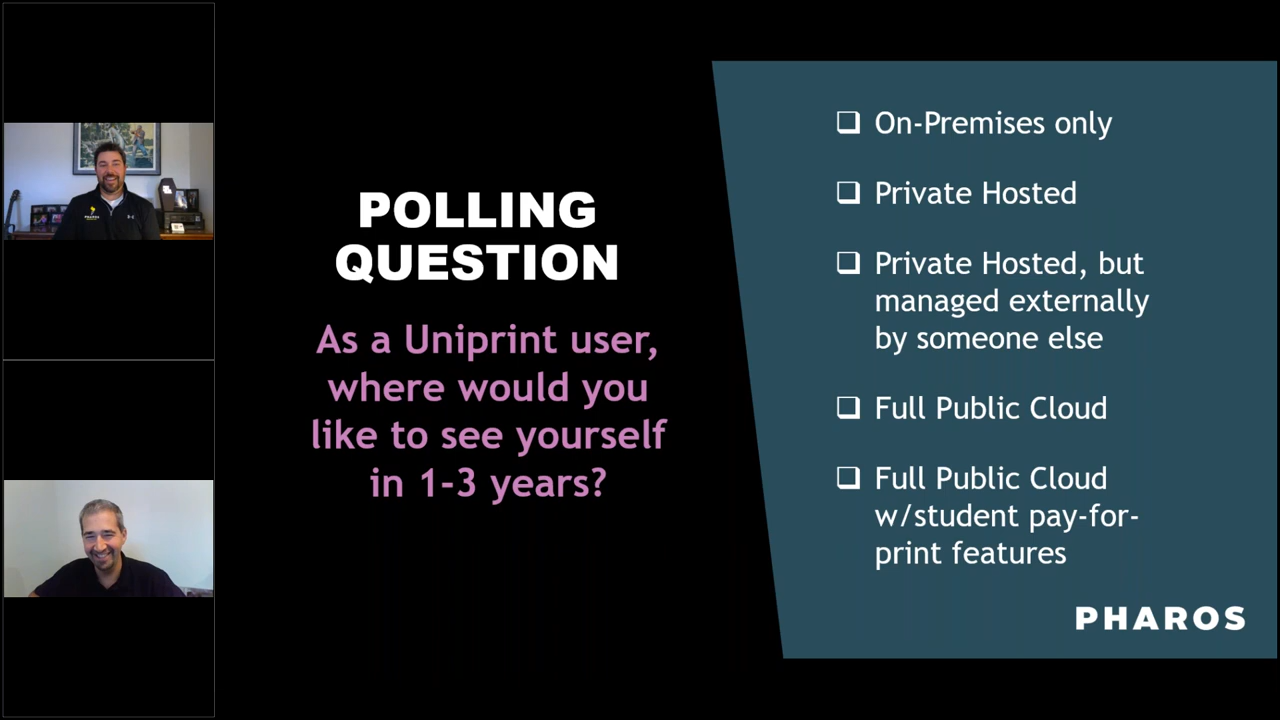 POLLING
QUESTION
As a Uniprint user,
where would you
like to see yourself
in 1-3 years?
On-Premises only
Private Hosted
Private Hosted, but
managed externally
by someone else
Full Public Cloud
Full Public Cloud
w/student pay-for-
print features
PHAROS